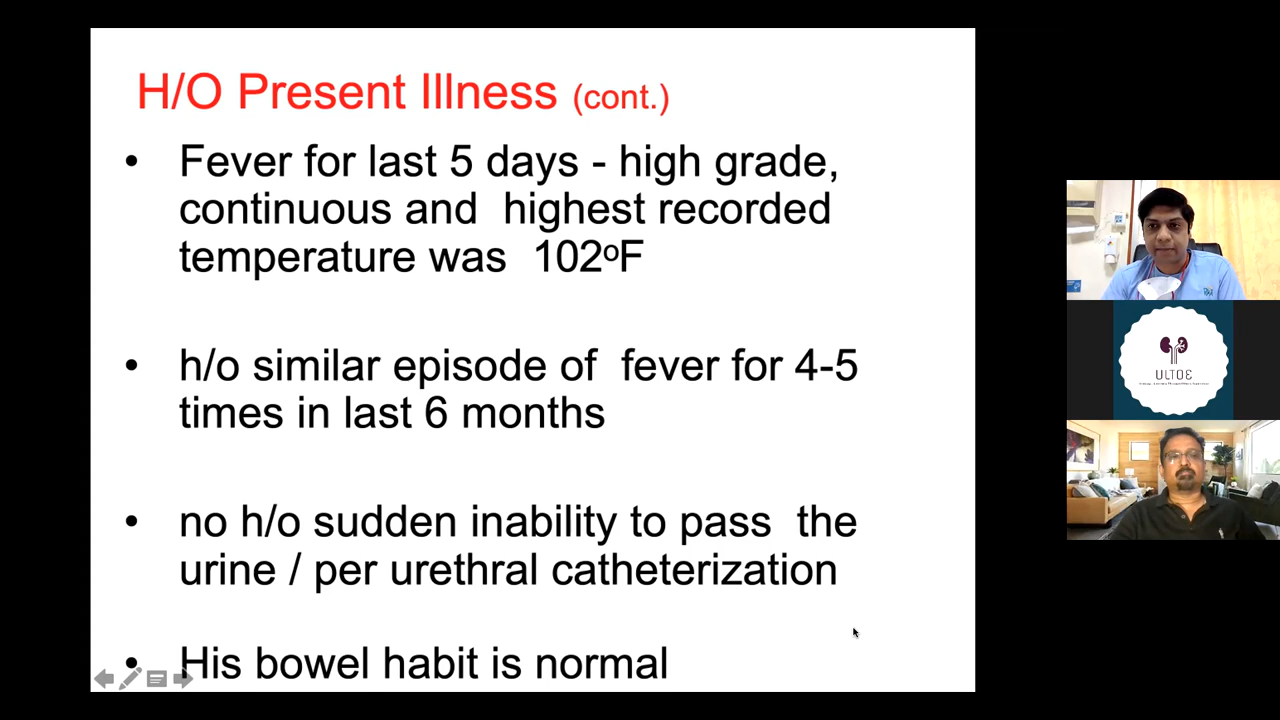 H/O Present Illness (cont.)
• Fever for last 5 days - high grade,
continuous and highest recorded
temperature was 102ºF
• h/o similar episode of fever for 4-5
times in last 6 months
• no h/o sudden inability to pass the
urine / per urethral catheterization
• His bowel habit is normal
ULTOE